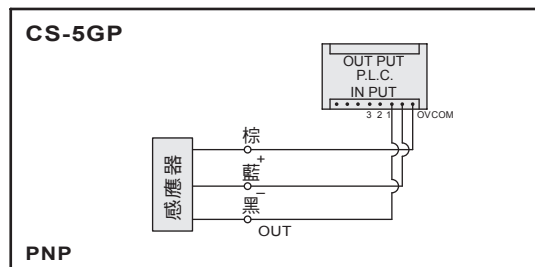 CS-5GP
OUT PUT
P.L.C.
IN PUT
3 2 1 OVCOM
棕
+
藍
−
黑
OUT
感應器
PNP